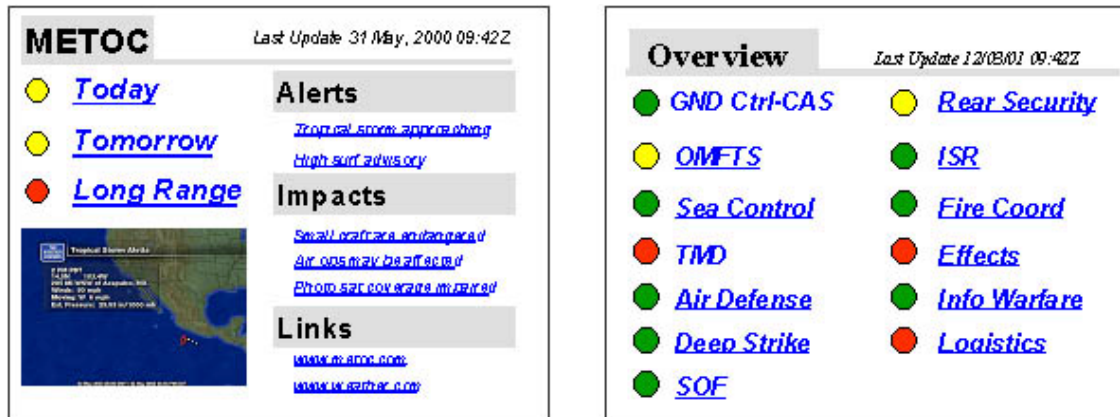 METOC
Last Update 31 May, 2000 09:42Z
Today
Tomorrow
Long Range
Alerts
Tropical storm approaching
High surf advisory
Impacts
Small craft are endangered
Air ops may be affected
Photo sat coverage impaired
Links
www.metoc.com
www.weather.com
Tropical Storm Alerts
Winds: 50 mph
Overview
Last Update 12/03/01 09:42Z
GND Ctrl-CAS
OMFTS
Sea Control
TMD
Air Defense
Deep Strike
SOF
Rear Security
ISR
Fire Coord
Effects
Info Warfare
Logistics